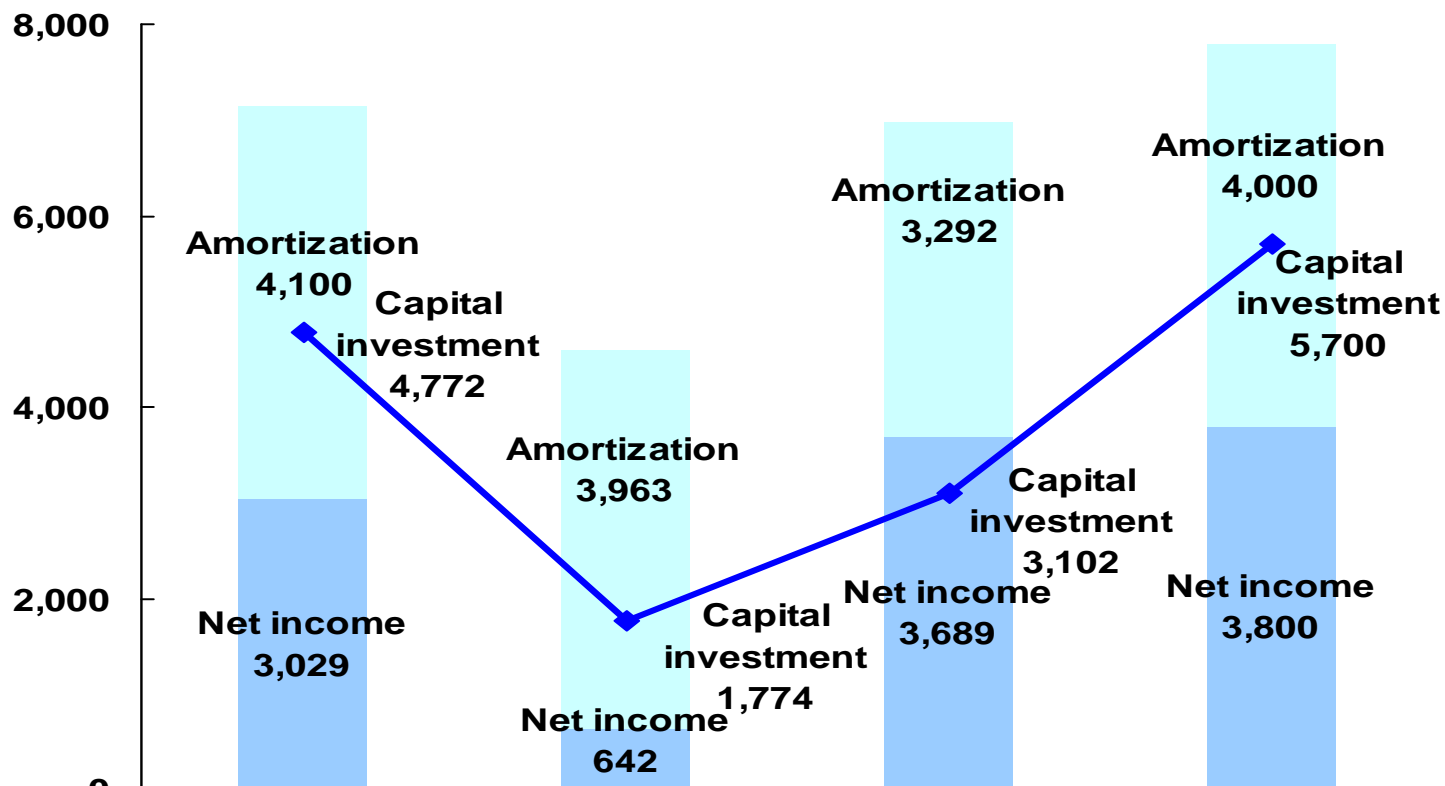 8,000
6,000
4,000
2,000
0
Amortization
4,100
Capital
investment
4,772
Net income
3,029
Amortization
3,963
Capital
investment
1,774
Net income
642
Amortization
3,292
Capital
investment
3,102
Net income
3,689
Amortization
4,000
Capital
investment
5,700
Net income
3,800